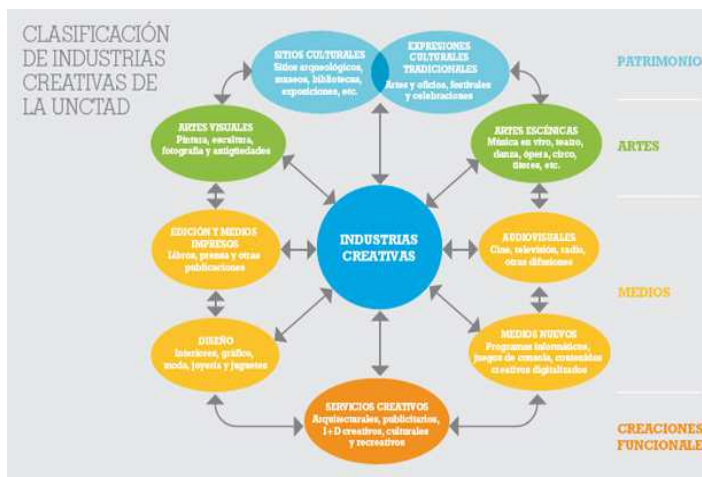 CLASIFICACIÓN
DE INDUSTRIAS
CREATIVAS DE
LA UNCTAD
SITIOS CULTURALES
Sitios arqueológicos,
museos, bibliotecas,
exposiciones, etc.
EXPRESIONES
CULTURALES
TRADICIONALES
Artes y oficios, festivales
y celebraciones
PATRIMONIO
ARTES VISUALES
Pintura, escultura,
fotografía y antigüedades
ARTES ESCÉNICAS
Música en vivo, teatro,
danza, ópera, circo,
títeres, etc.
ARTES
EDICIÓN Y MEDIOS
IMPRESOS
Libros, prensa y otras
publicaciones
INDUSTRIAS
CREATIVAS
AUDIOVISUALES
Cine, televisión, radio,
otras difusiones
MEDIOS
DISEÑO
Interiores, gráfico,
moda, joyería y juguetes
MEDIOS NUEVOS
Programas informáticos,
juegos de consola, contenidos
creativos digitalizados
SERVICIOS CREATIVOS
Arquitecturales, publicitarios,
I+D creativos, culturales
y recreativos
CREACIONES
FUNCIONALE